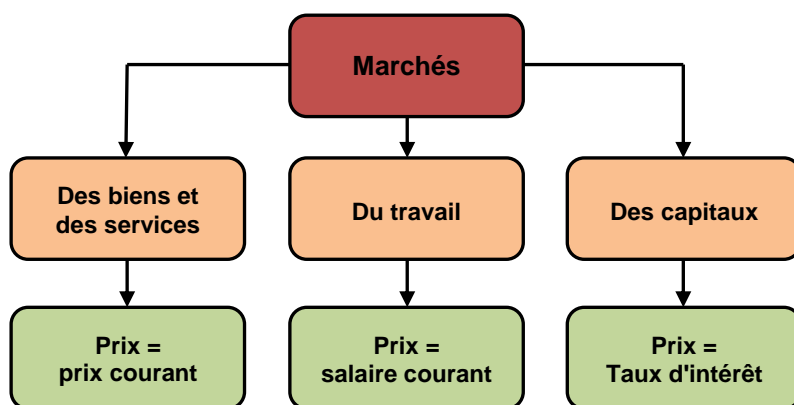 Marchés
Des biens et
des services
Du travail
Des capitaux
Prix =
prix courant
Prix =
salaire courant
Prix =
Taux d'intérêt